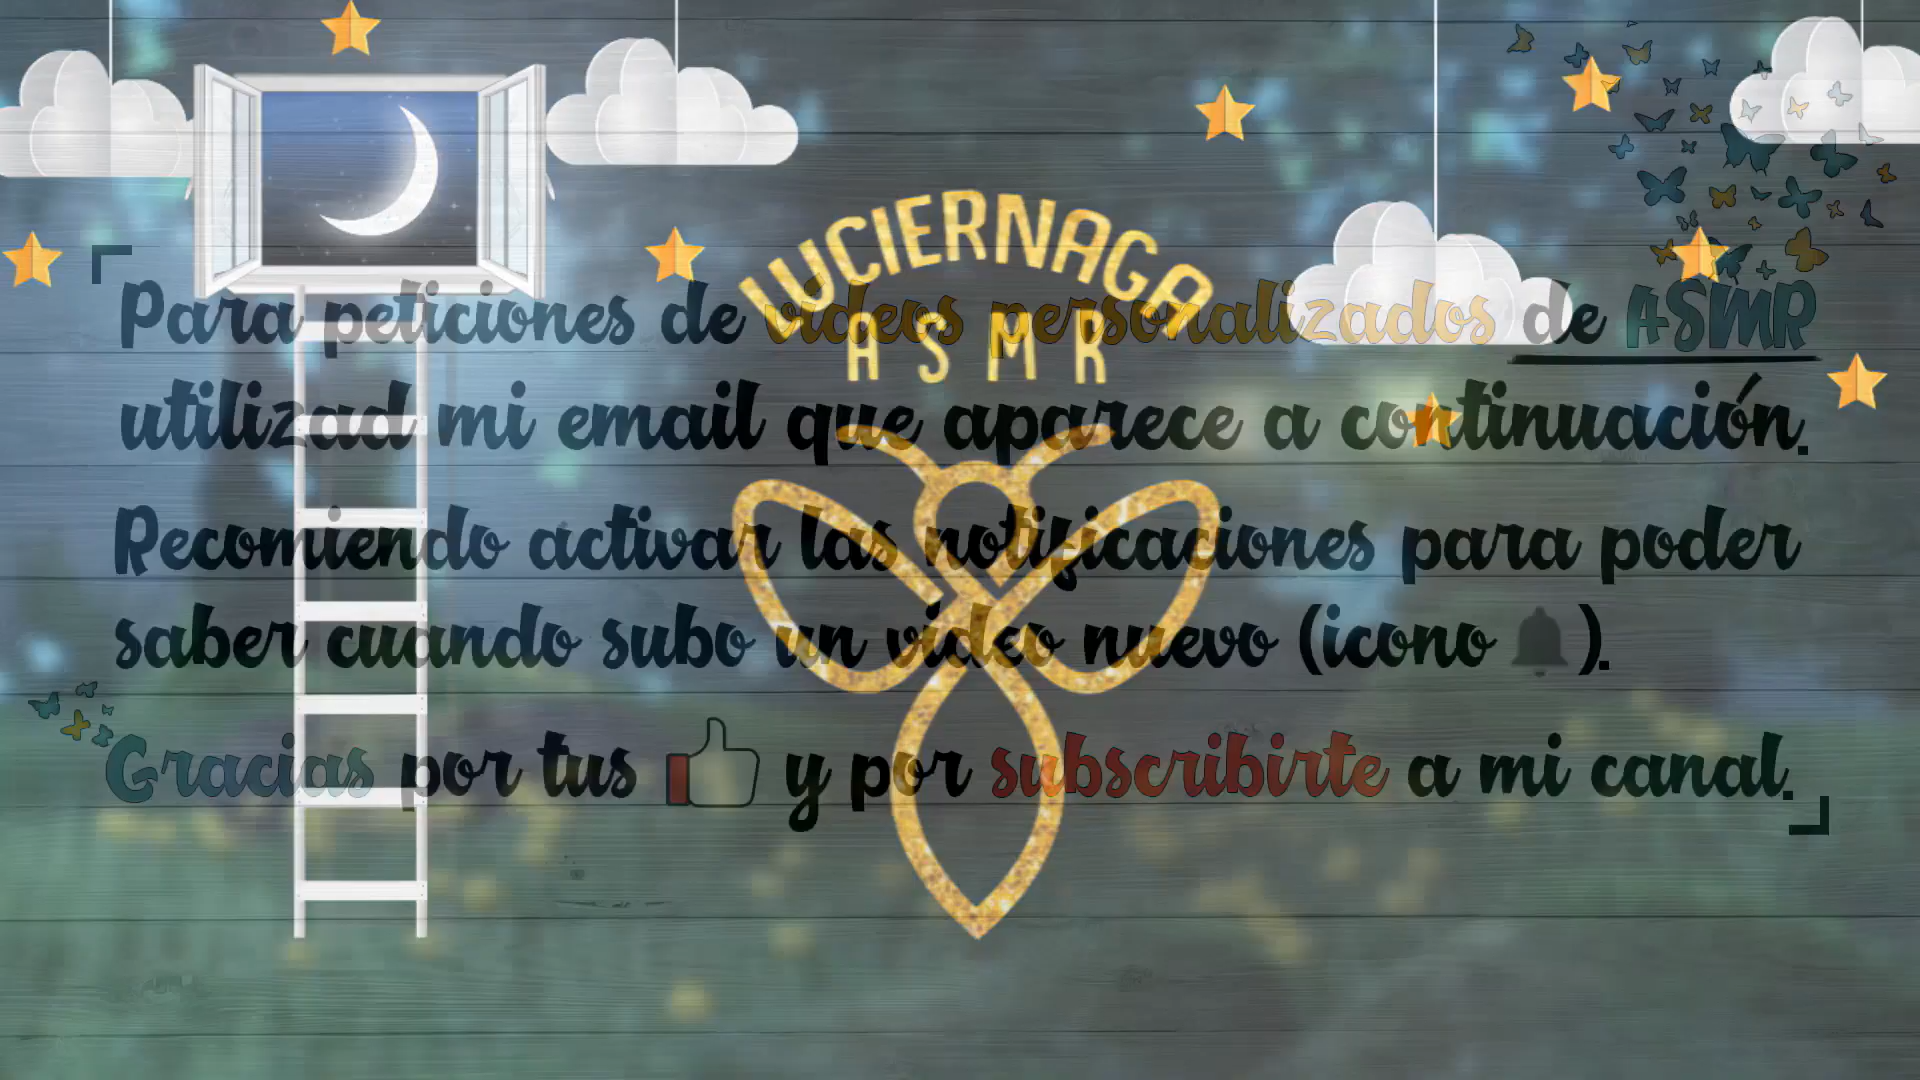 LUCIERNAGA
ASMR
Para peticiones de videos personalizados de ASMR
utilizad mi email que aparece a continuación.
Recomiendo activar las notificaciones para poder
saber cuando subo un video nuevo (icono ).
Gracias por tus y por subscribirte a mi canal.